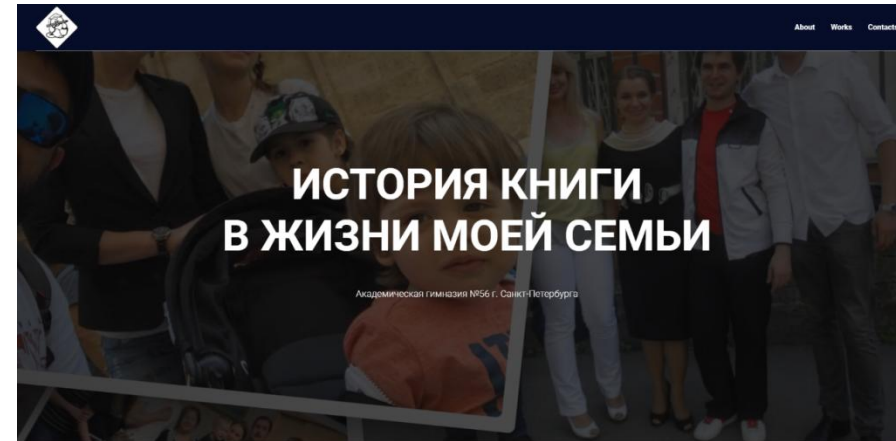 About Works Contacts
ИСТОРИЯ КНИГИ
В ЖИЗНИ МОЕЙ СЕМЬИ
Академическая гимназия №56 г. Санкт-Петербурга